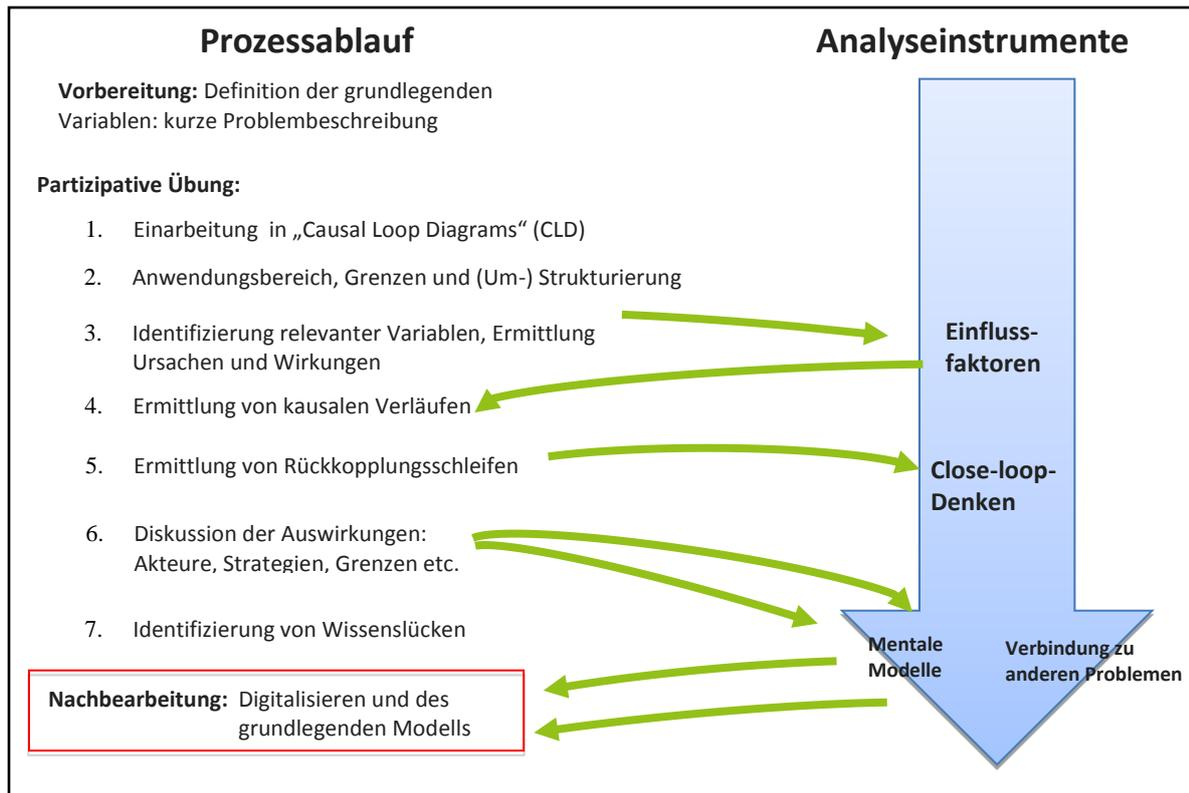 Prozessablauf
Analyseinstrumente
Vorbereitung: Definition der grundlegenden
Variablen: kurze Problembeschreibung
Partizipative Übung:
1. Einarbeitung in „Causal Loop Diagrams“ (CLD)
2. Anwendungsbereich, Grenzen und (Um-) Strukturierung
3. Identifizierung relevanter Variablen, Ermittlung
Ursachen und Wirkungen
4. Ermittlung von kausalen Verläufen
5. Ermittlung von Rückkopplungsschleifen
6. Diskussion der Auswirkungen:
Akteure, Strategien, Grenzen etc.
7. Identifizierung von Wissenslücken
Nachbearbeitung: Digitalisieren und des
grundlegenden Modells
Einfluss-
faktoren
Close-loop-
Denken
Mentale
Modelle
Verbindung zu
anderen Problemen